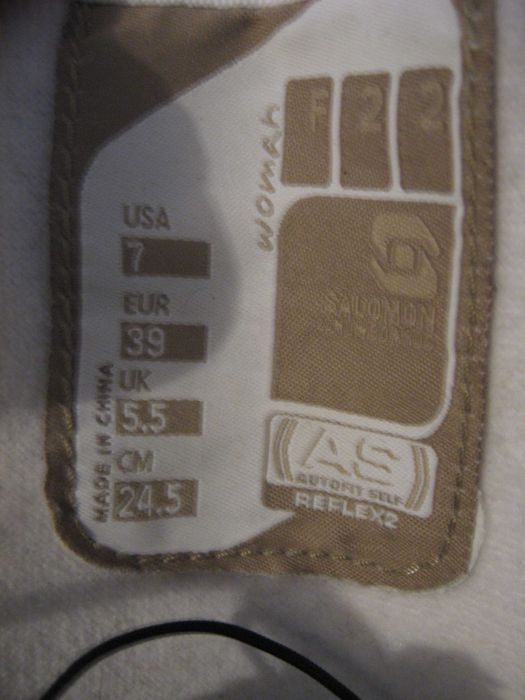 USA
7
EUR
39
UK
5.5
CM
24.5
MADE IN CHINA
woman
F 2 2
SALOMON
AS
AUTOFIT SELF
REFLEX2